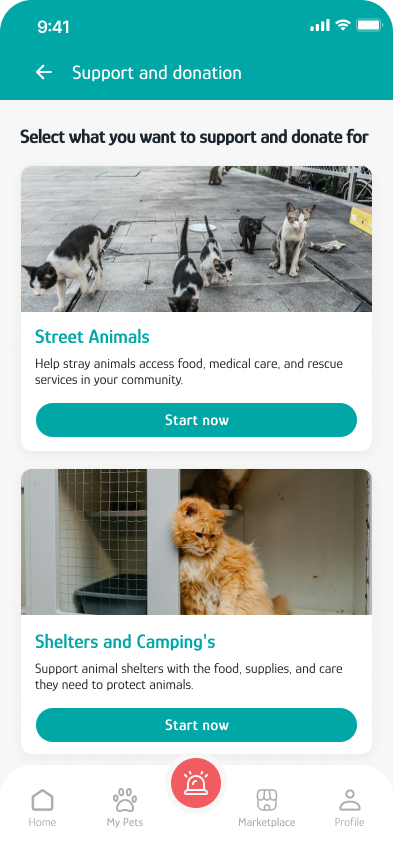 9:41
Support and donation
Select what you want to support and donate for
Street Animals
Help stray animals access food, medical care, and rescue
services in your community.
Start now
Shelters and Camping's
Support animal shelters with the food, supplies, and care
they need to protect animals.
Start now
Home
My Pets
Marketplace
Profile